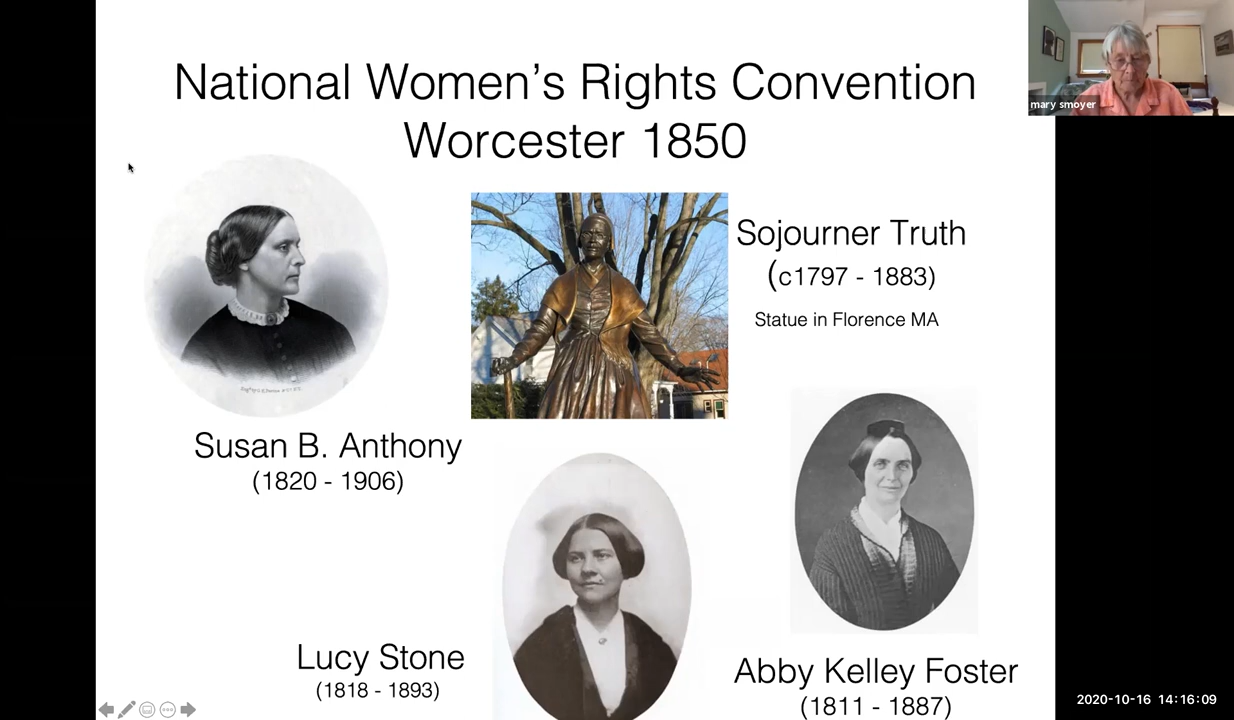 National Women's Rights Convention
Worcester 1850
mary smoyer
Sojourner Truth
(c1797 - 1883)
Statue in Florence MA
Susan B. Anthony
(1820 - 1906)
Lucy Stone
(1818 - 1893)
Abby Kelley Foster
(1811 - 1887)
2020-10-16 14:16:09